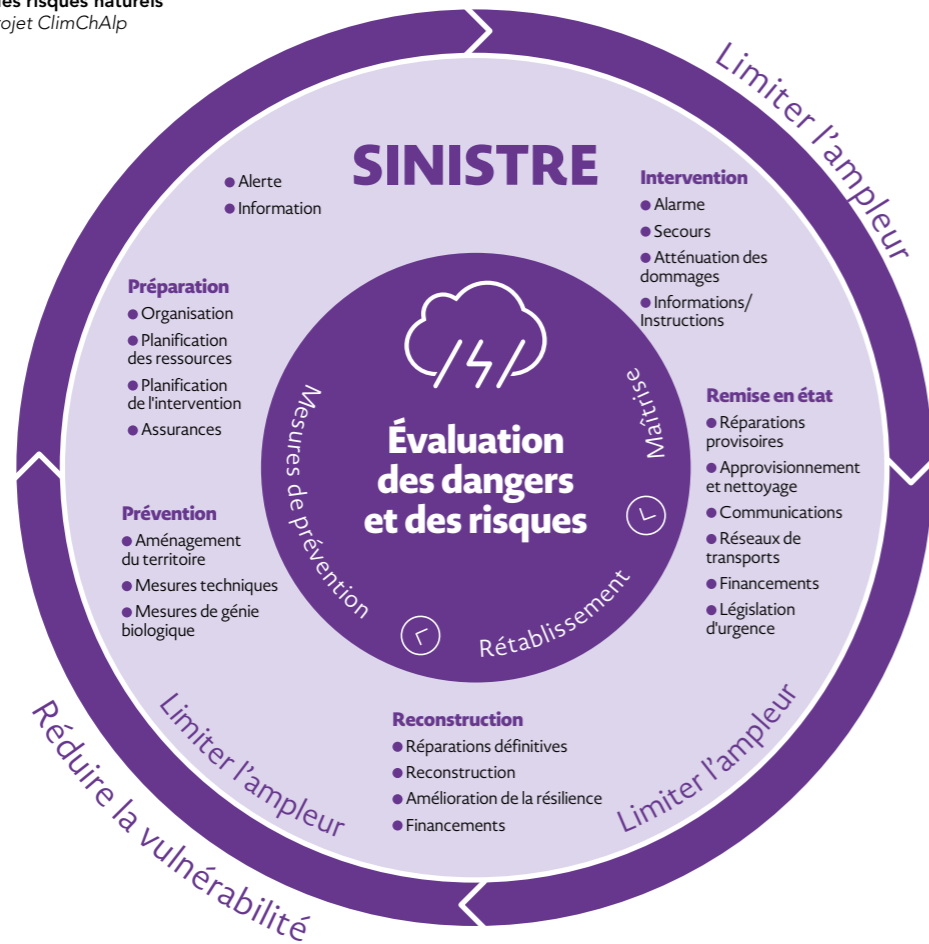 les risques naturels
rojet ClimChAlp
Limiter l'ampleur
SINISTRE
● Alerte
● Information
Intervention
● Alarme
● Secours
● Atténuation des
dommages
● Informations/
Instructions
Préparation
● Organisation
● Planification
des ressources
● Planification
de l'intervention
● Assurances
Mesures de prévention
Maîtrise
Évaluation
des dangers
et des risques
Rétablissement
Remise en état
● Réparations
provisoires
● Approvisionnement
et nettoyage
● Communications
● Réseaux de
transports
● Financements
● Législation
d'urgence
Prévention
● Aménagement
du territoire
● Mesures techniques
● Mesures de génie
biologique
Reconstruction
● Réparations définitives
● Reconstruction
● Amélioration de la résilience
● Financements
Limiter l'ampleur
Limiter l'ampleur
Réduire la vulnérabilité